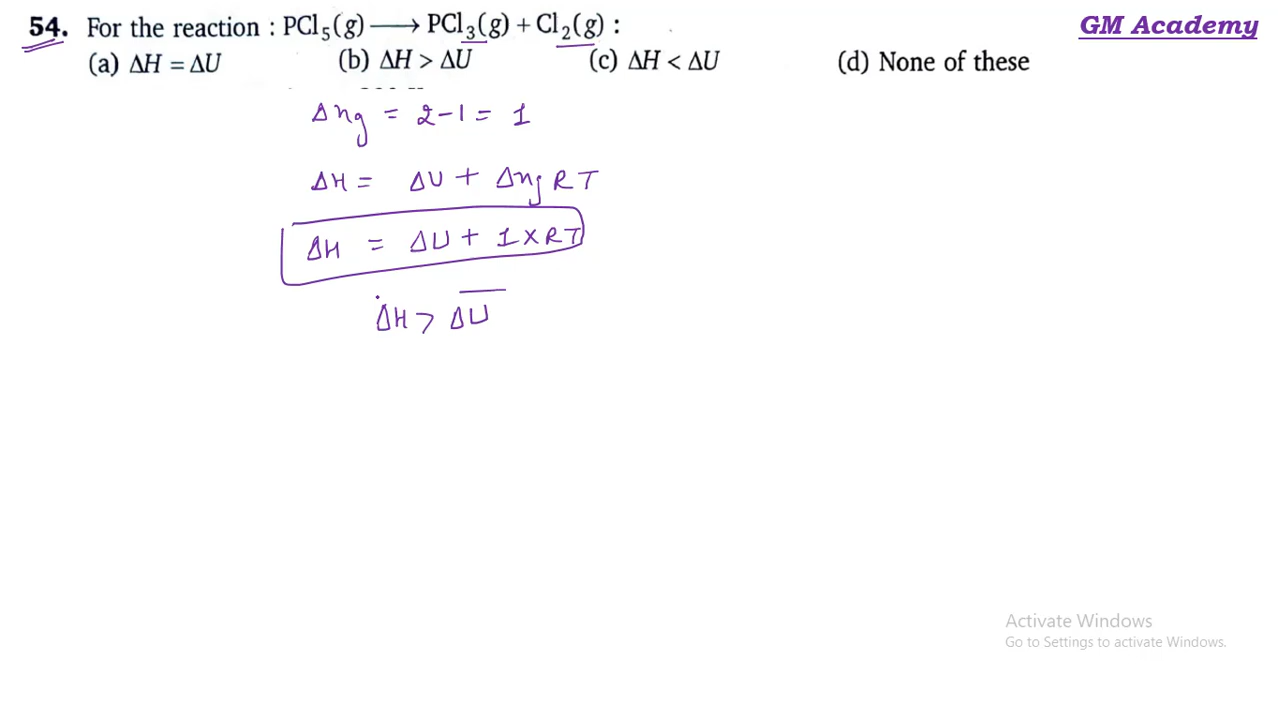 GM Academy
54. For the reaction : PCl₅(g) ⟶ PCl₃(g) + Cl₂(g) :
(a) ΔH = ΔU (b) ΔH > ΔU (c) ΔH < ΔU (d) None of these
Δng = 2-1 = 1
ΔH = ΔU + Δng RT
ΔH = ΔU + 1×RT
ΔH > ΔU
Activate Windows
Go to Settings to activate Windows.